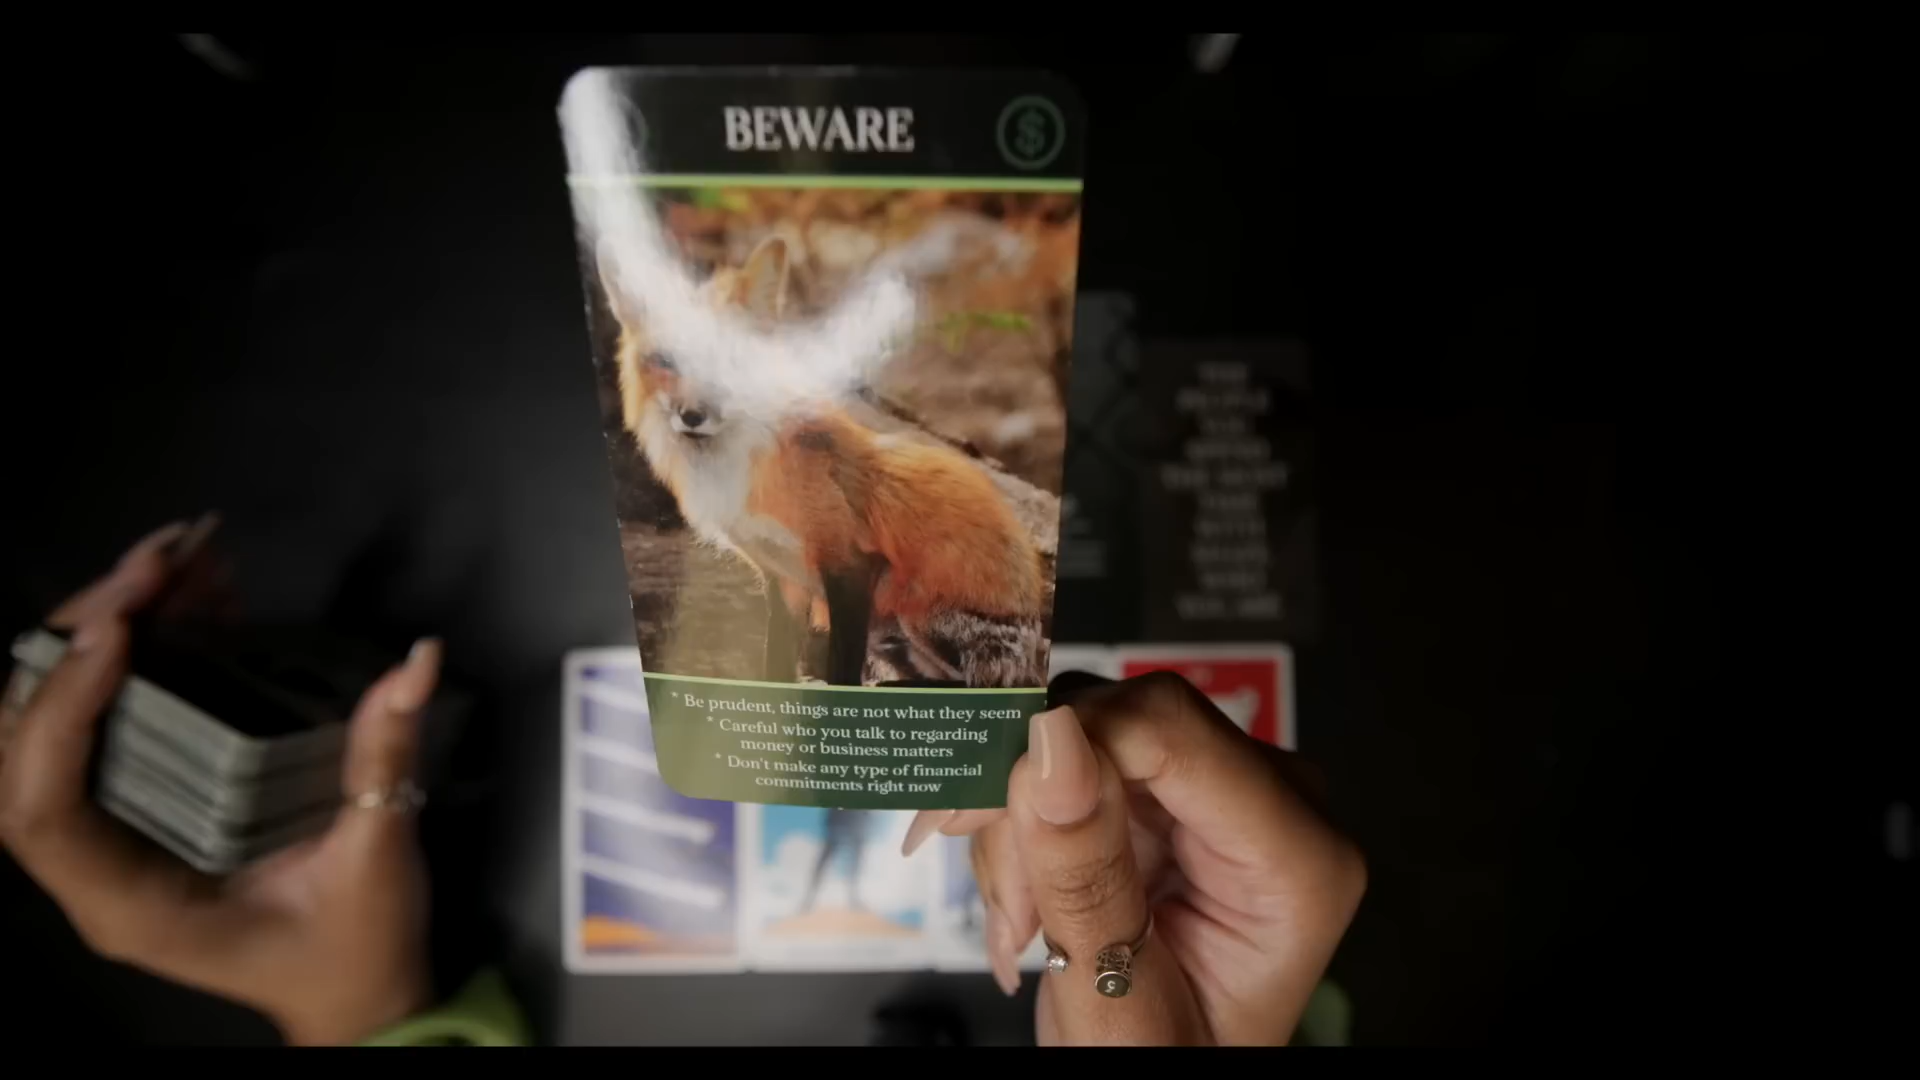 BEWARE
$
* Be prudent, things are not what they seem
* Careful who you talk to regarding
money or business matters
* Don't make any type of financial
commitments right now